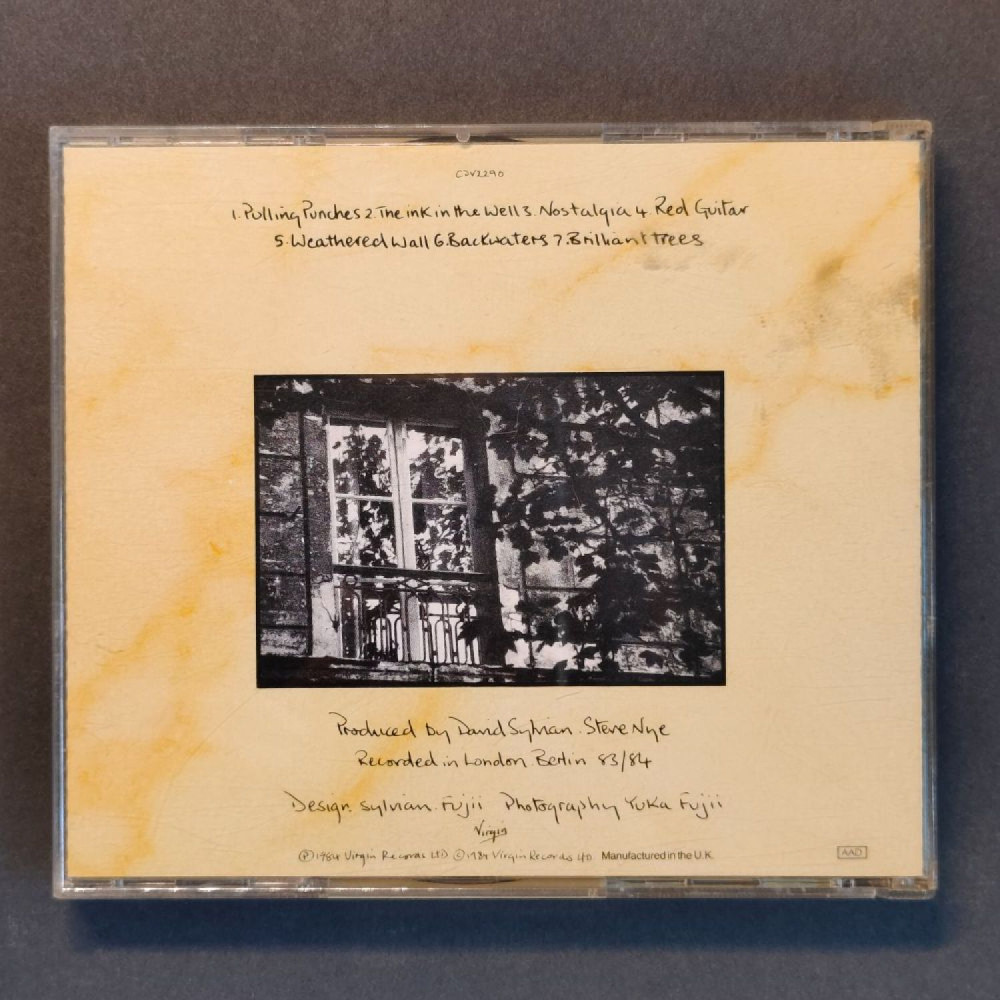 CDV2290
1. Pulling Punches 2. The ink in the Well 3. Nostalgia 4. Red Guitar
5. Weathered Wall 6. Backwaters 7. Brilliant Trees
Produced by David Sylvian. Steve Nye
Recorded in London Berlin 83/84
Design. Sylvian. Fujii Photography Yuka Fujii
Virgin
Ⓟ1984 Virgin Records LTD ©1984 Virgin Records LTD Manufactured in the U.K.
AAD